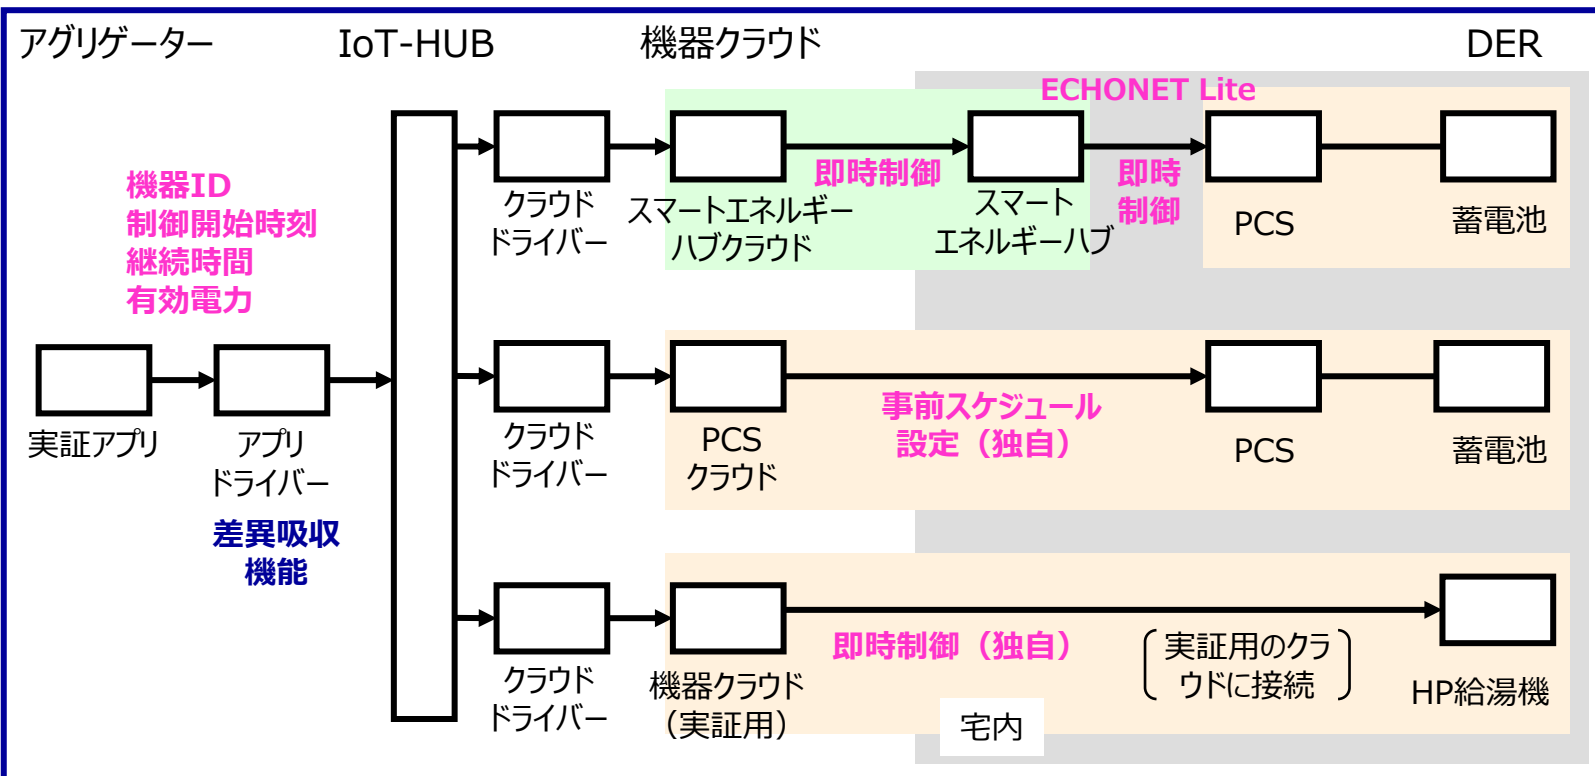 アグリゲーター
IoT-HUB
機器クラウド
DER
ECHONET Lite
機器ID
制御開始時刻
継続時間
有効電力
クラウド
ドライバー
スマートエネルギー
ハブクラウド
即時制御
スマート
エネルギーハブ
即時
制御
PCS
蓄電池
実証アプリ
アプリ
ドライバー
差異吸収
機能
クラウド
ドライバー
PCS
クラウド
事前スケジュール
設定（独自）
PCS
蓄電池
クラウド
ドライバー
機器クラウド
（実証用）
即時制御（独自）
実証用のクラ
ウドに接続
HP給湯機
宅内